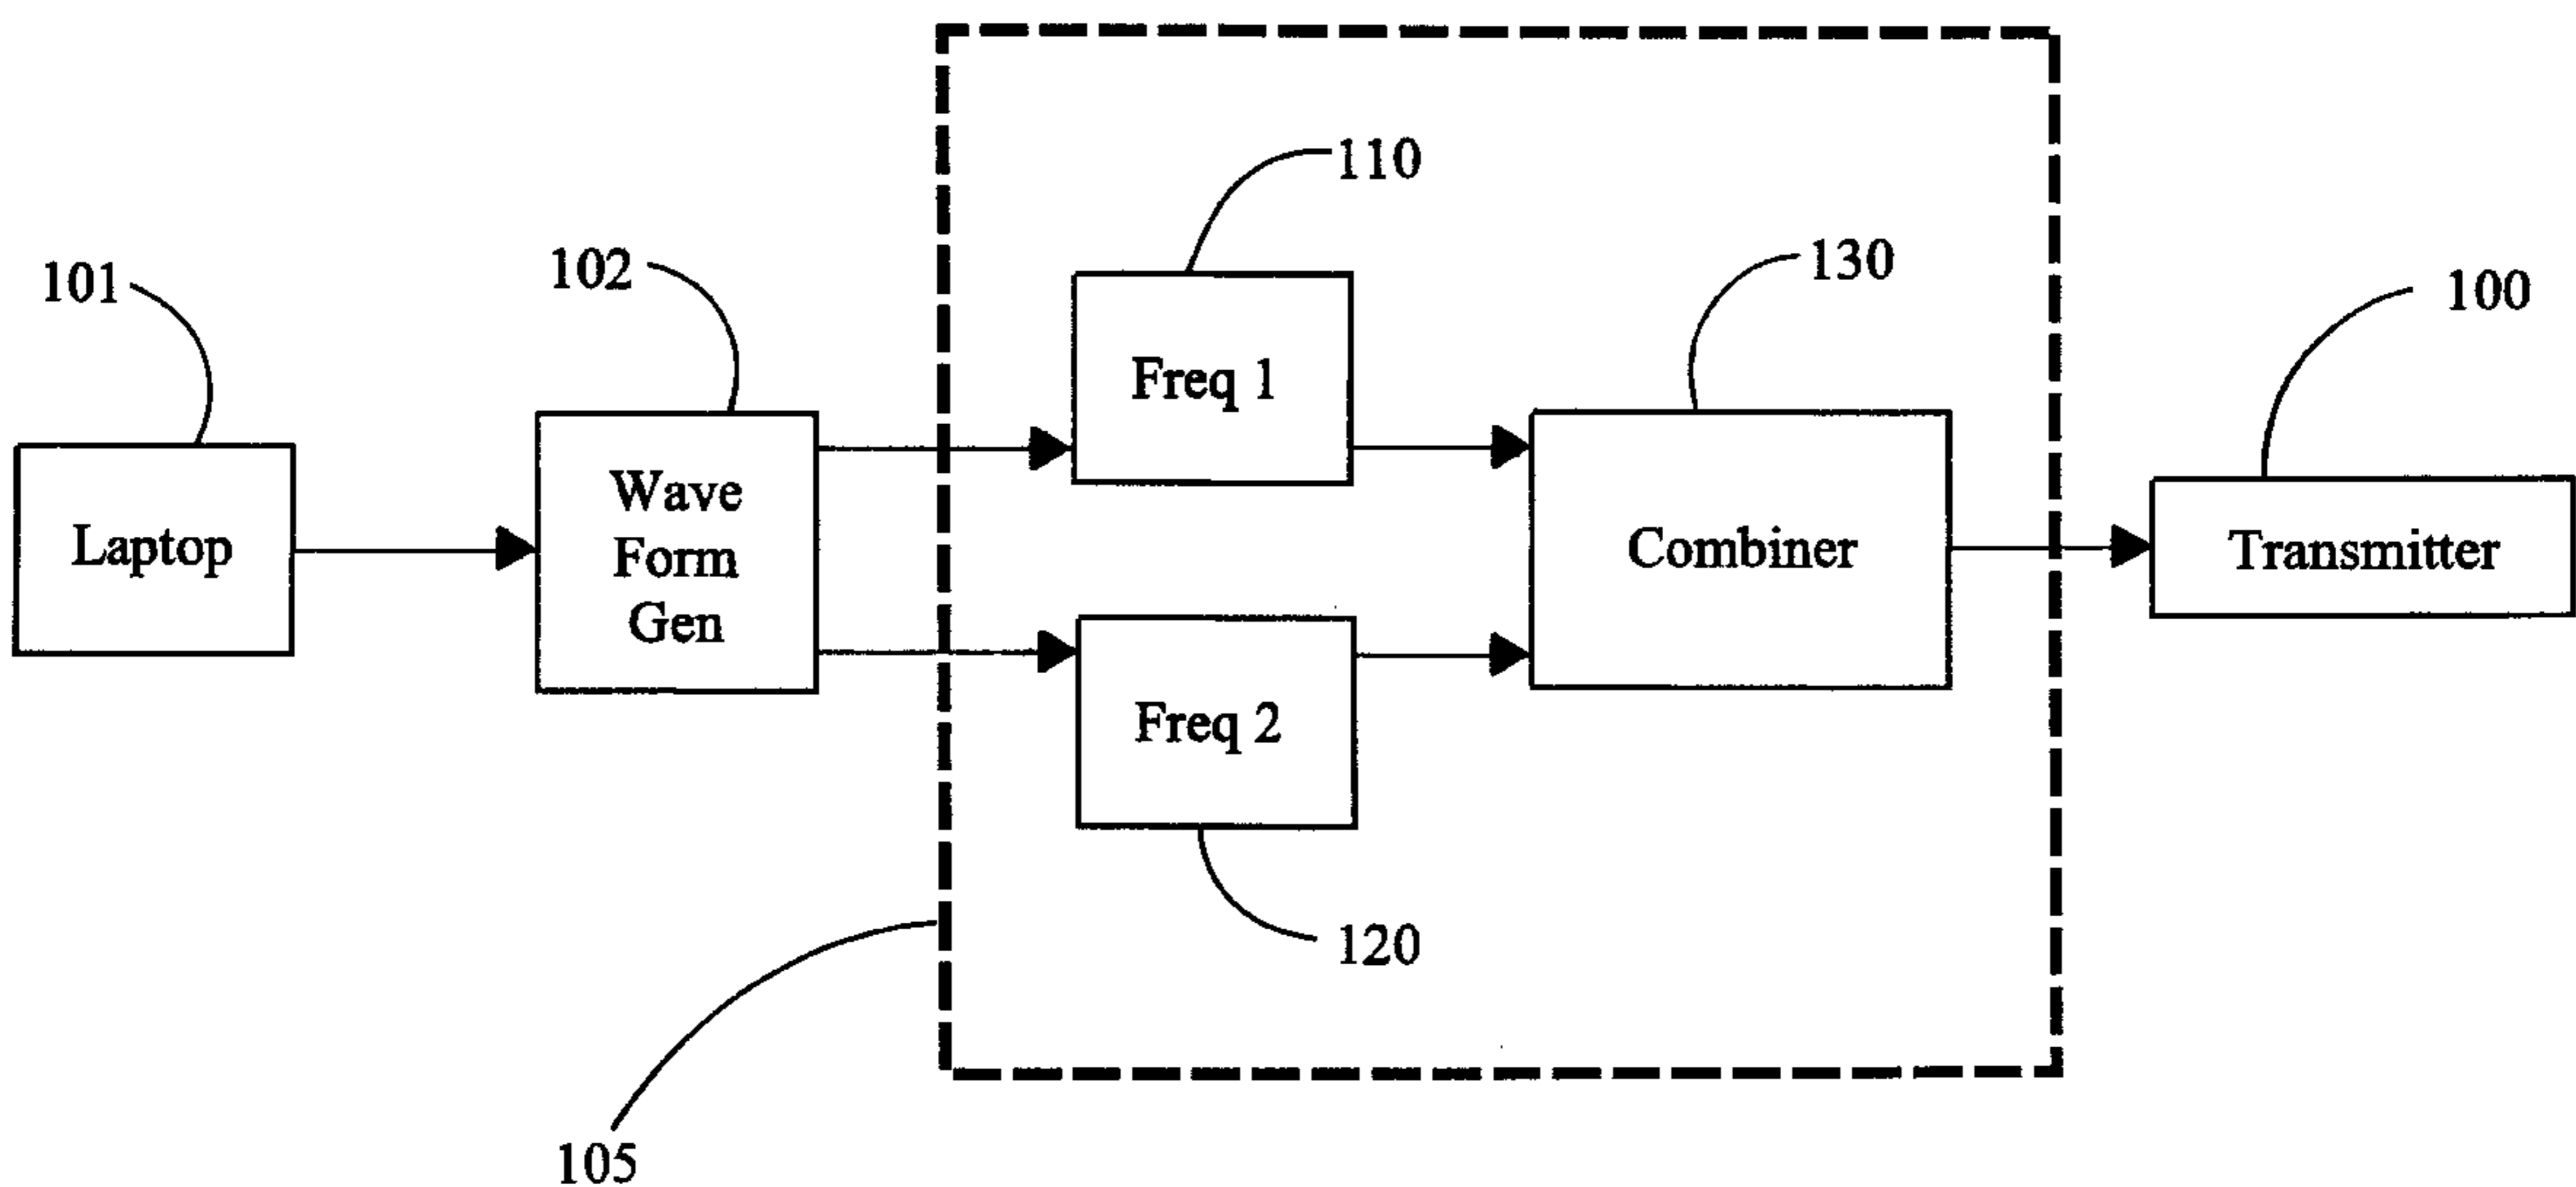 110
130
102
101
100
Freq 1
Wave
Form
Gen
Laptop
Combiner
Transmitter
Freq 2
120
105